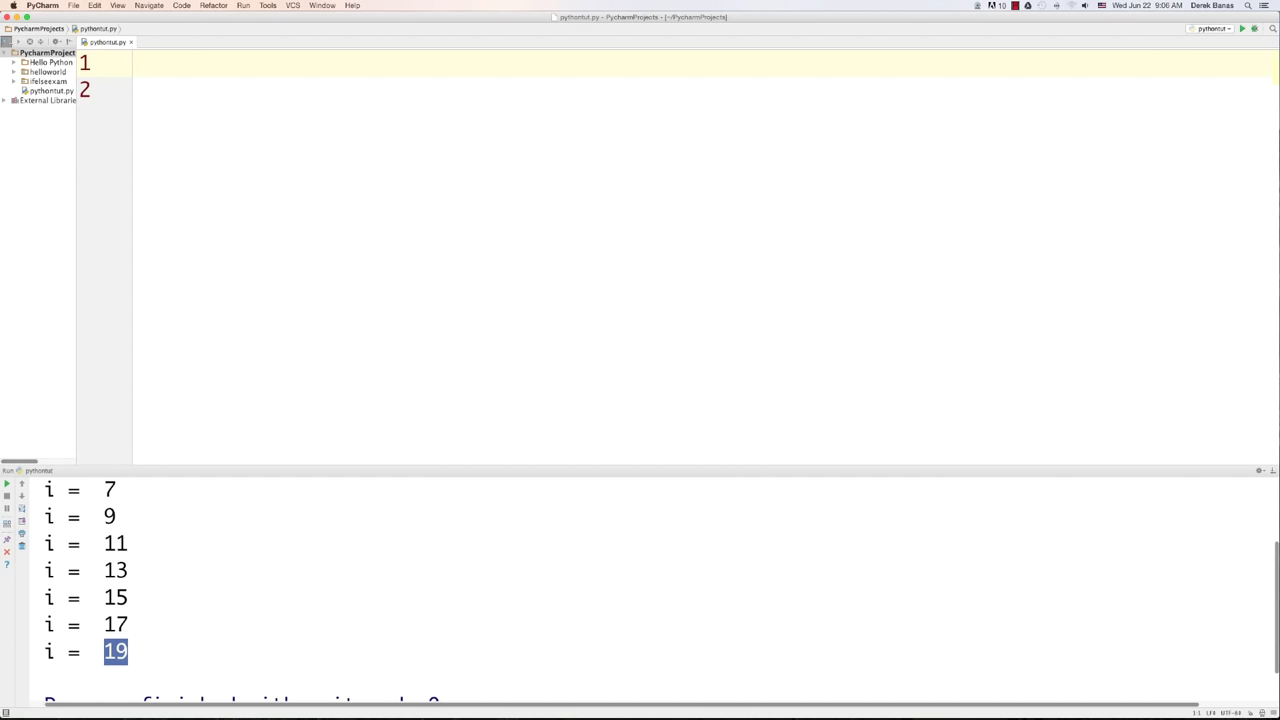 PyCharm File Edit View Navigate Code Refactor Run Tools VCS Window Help 10 Wed Jun 22 9:06 AM Derek Banas
pythontut.py - PycharmProjects - [~/PycharmProjects]
PycharmProjects pythontut.py pythontut
pythontut.py ×
PycharmProject
Hello Python
helloworld
ifelseexam
pythontut.py
External Librarie
1
2
Run pythontut
i = 7
i = 9
i = 11
i = 13
i = 15
i = 17
i = 19
1:1 LF÷ UTF-8÷